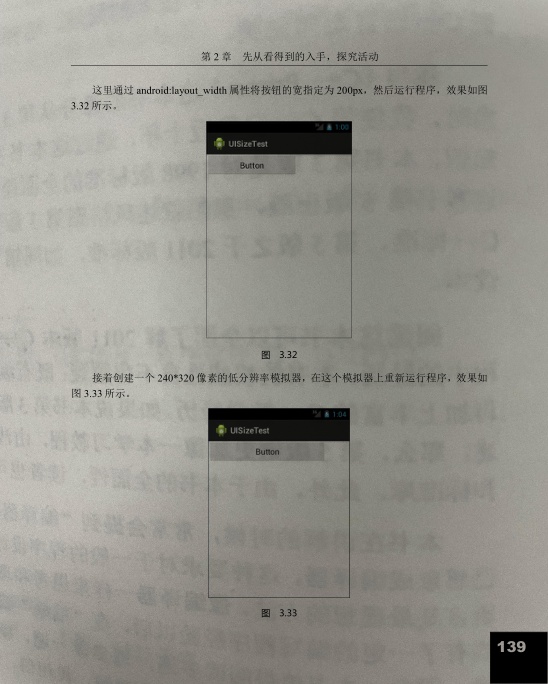 第 2 章　先从看得到的入手，探究活动
这里通过 android:layout_width 属性将按钮的宽指定为 200px，然后运行程序，效果如图
3.32 所示。
1:00
UISizeTest
Button
图 3.32
接着创建一个 240*320 像素的低分辨率模拟器，在这个模拟器上重新运行程序，效果如
图 3.33 所示。
1:04
UISizeTest
Button
图 3.33
139